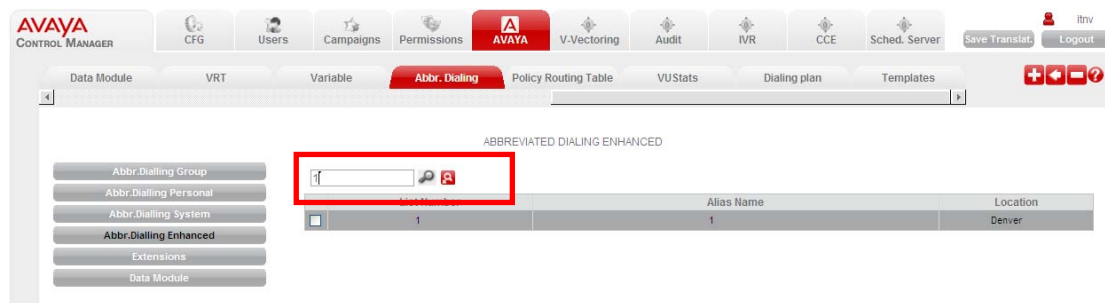 AVAYA
CONTROL MANAGER
CFG
Users
Campaigns
Permissions
A
AVAYA
V-Vectoring
Audit
IVR
CCE
Sched. Server
itnv
Save Translat.
Logout
Data Module
VRT
Variable
Abbr. Dialing
Policy Routing Table
VUStats
Dialing plan
Templates
ABBREVIATED DIALING ENHANCED
Abbr.Dialling Group
Abbr.Dialling Personal
Abbr.Dialling System
Abbr.Dialling Enhanced
Extensions
Data Module
1
List Number Alias Name Location
1 1 Denver